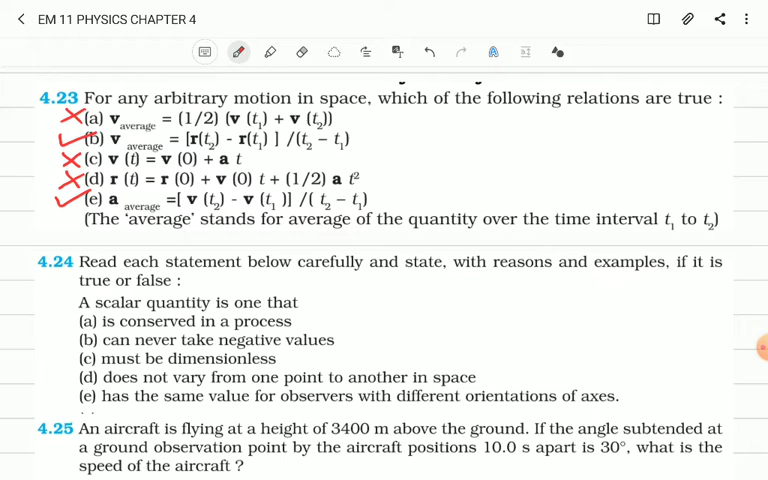 EM 11 PHYSICS CHAPTER 4
4.23 For any arbitrary motion in space, which of the following relations are true :
(a) v average = (1/2) (v (t₁) + v (t₂))
(b) v average = [r(t₂) - r(t₁) ] /(t₂ – t₁)
(c) v (t) = v (0) + a t
(d) r (t) = r (0) + v (0) t + (1/2) a t²
(e) a average =[ v (t₂) - v (t₁ )] /( t₂ – t₁)
(The ‘average’ stands for average of the quantity over the time interval t₁ to t₂)
4.24 Read each statement below carefully and state, with reasons and examples, if it is
true or false :
A scalar quantity is one that
(a) is conserved in a process
(b) can never take negative values
(c) must be dimensionless
(d) does not vary from one point to another in space
(e) has the same value for observers with different orientations of axes.
4.25 An aircraft is flying at a height of 3400 m above the ground. If the angle subtended at
a ground observation point by the aircraft positions 10.0 s apart is 30°, what is the
speed of the aircraft ?